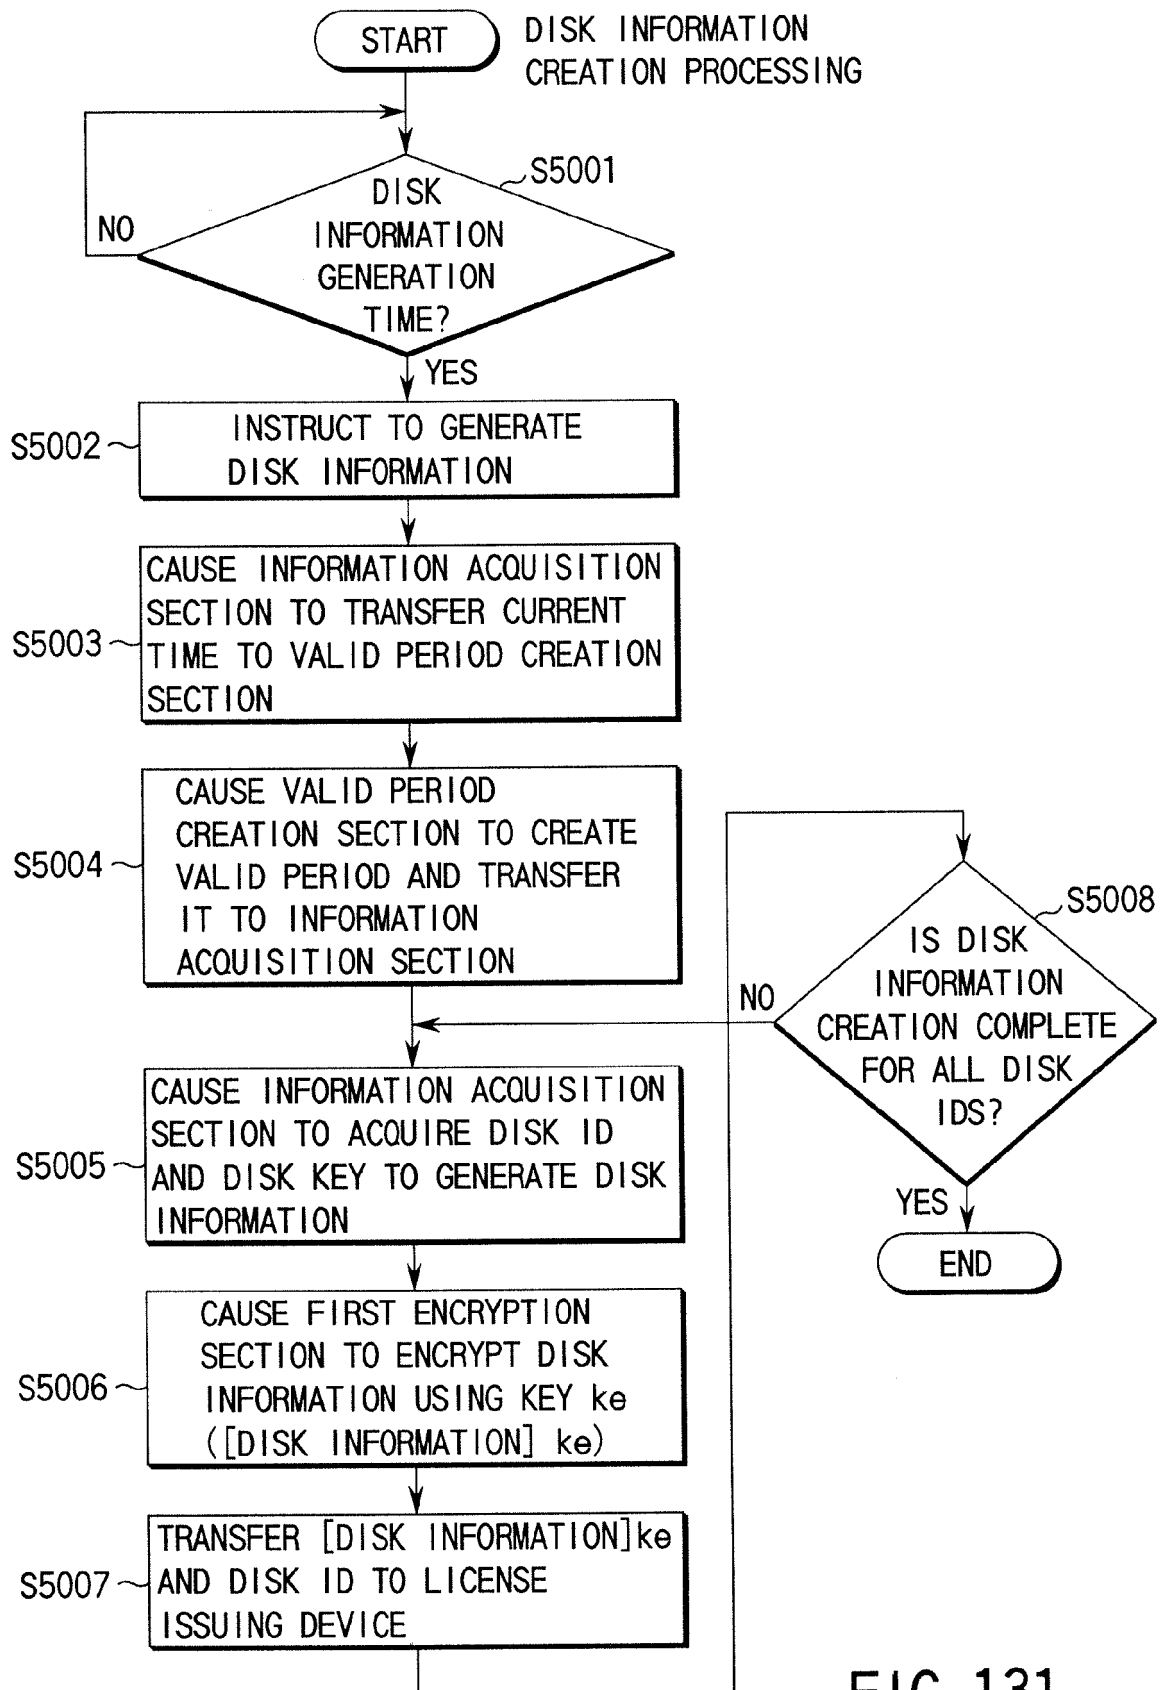 START
DISK INFORMATION
CREATION PROCESSING
S5001
DISK
INFORMATION
GENERATION
TIME?
NO
YES
S5002
INSTRUCT TO GENERATE
DISK INFORMATION
S5003
CAUSE INFORMATION ACQUISITION
SECTION TO TRANSFER CURRENT
TIME TO VALID PERIOD CREATION
SECTION
S5004
CAUSE VALID PERIOD
CREATION SECTION TO CREATE
VALID PERIOD AND TRANSFER
IT TO INFORMATION
ACQUISITION SECTION
S5005
CAUSE INFORMATION ACQUISITION
SECTION TO ACQUIRE DISK ID
AND DISK KEY TO GENERATE DISK
INFORMATION
S5006
CAUSE FIRST ENCRYPTION
SECTION TO ENCRYPT DISK
INFORMATION USING KEY ke
([DISK INFORMATION] ke)
S5007
TRANSFER [DISK INFORMATION]ke
AND DISK ID TO LICENSE
ISSUING DEVICE
S5008
IS DISK
INFORMATION
CREATION COMPLETE
FOR ALL DISK
IDS?
NO
YES
END
FIG. 131